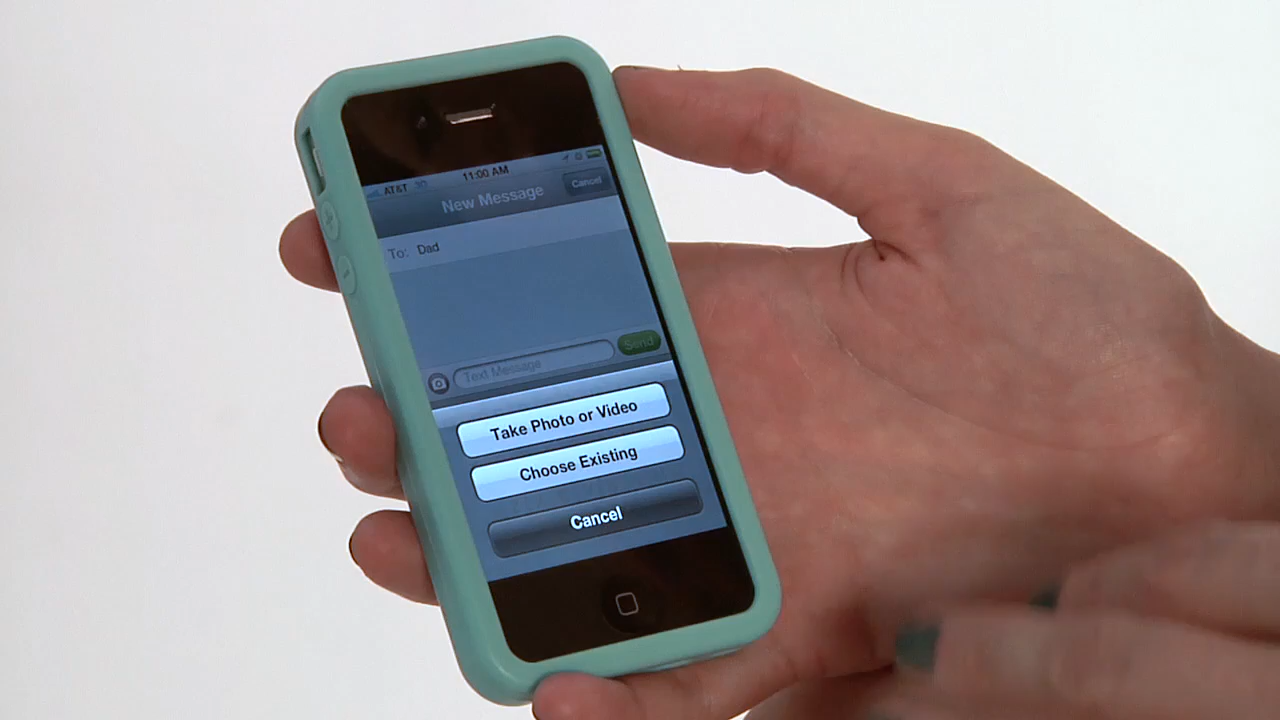 AT&T 3G 11:00 AM
New Message Cancel
To: Dad
Text Message Send
Take Photo or Video
Choose Existing
Cancel